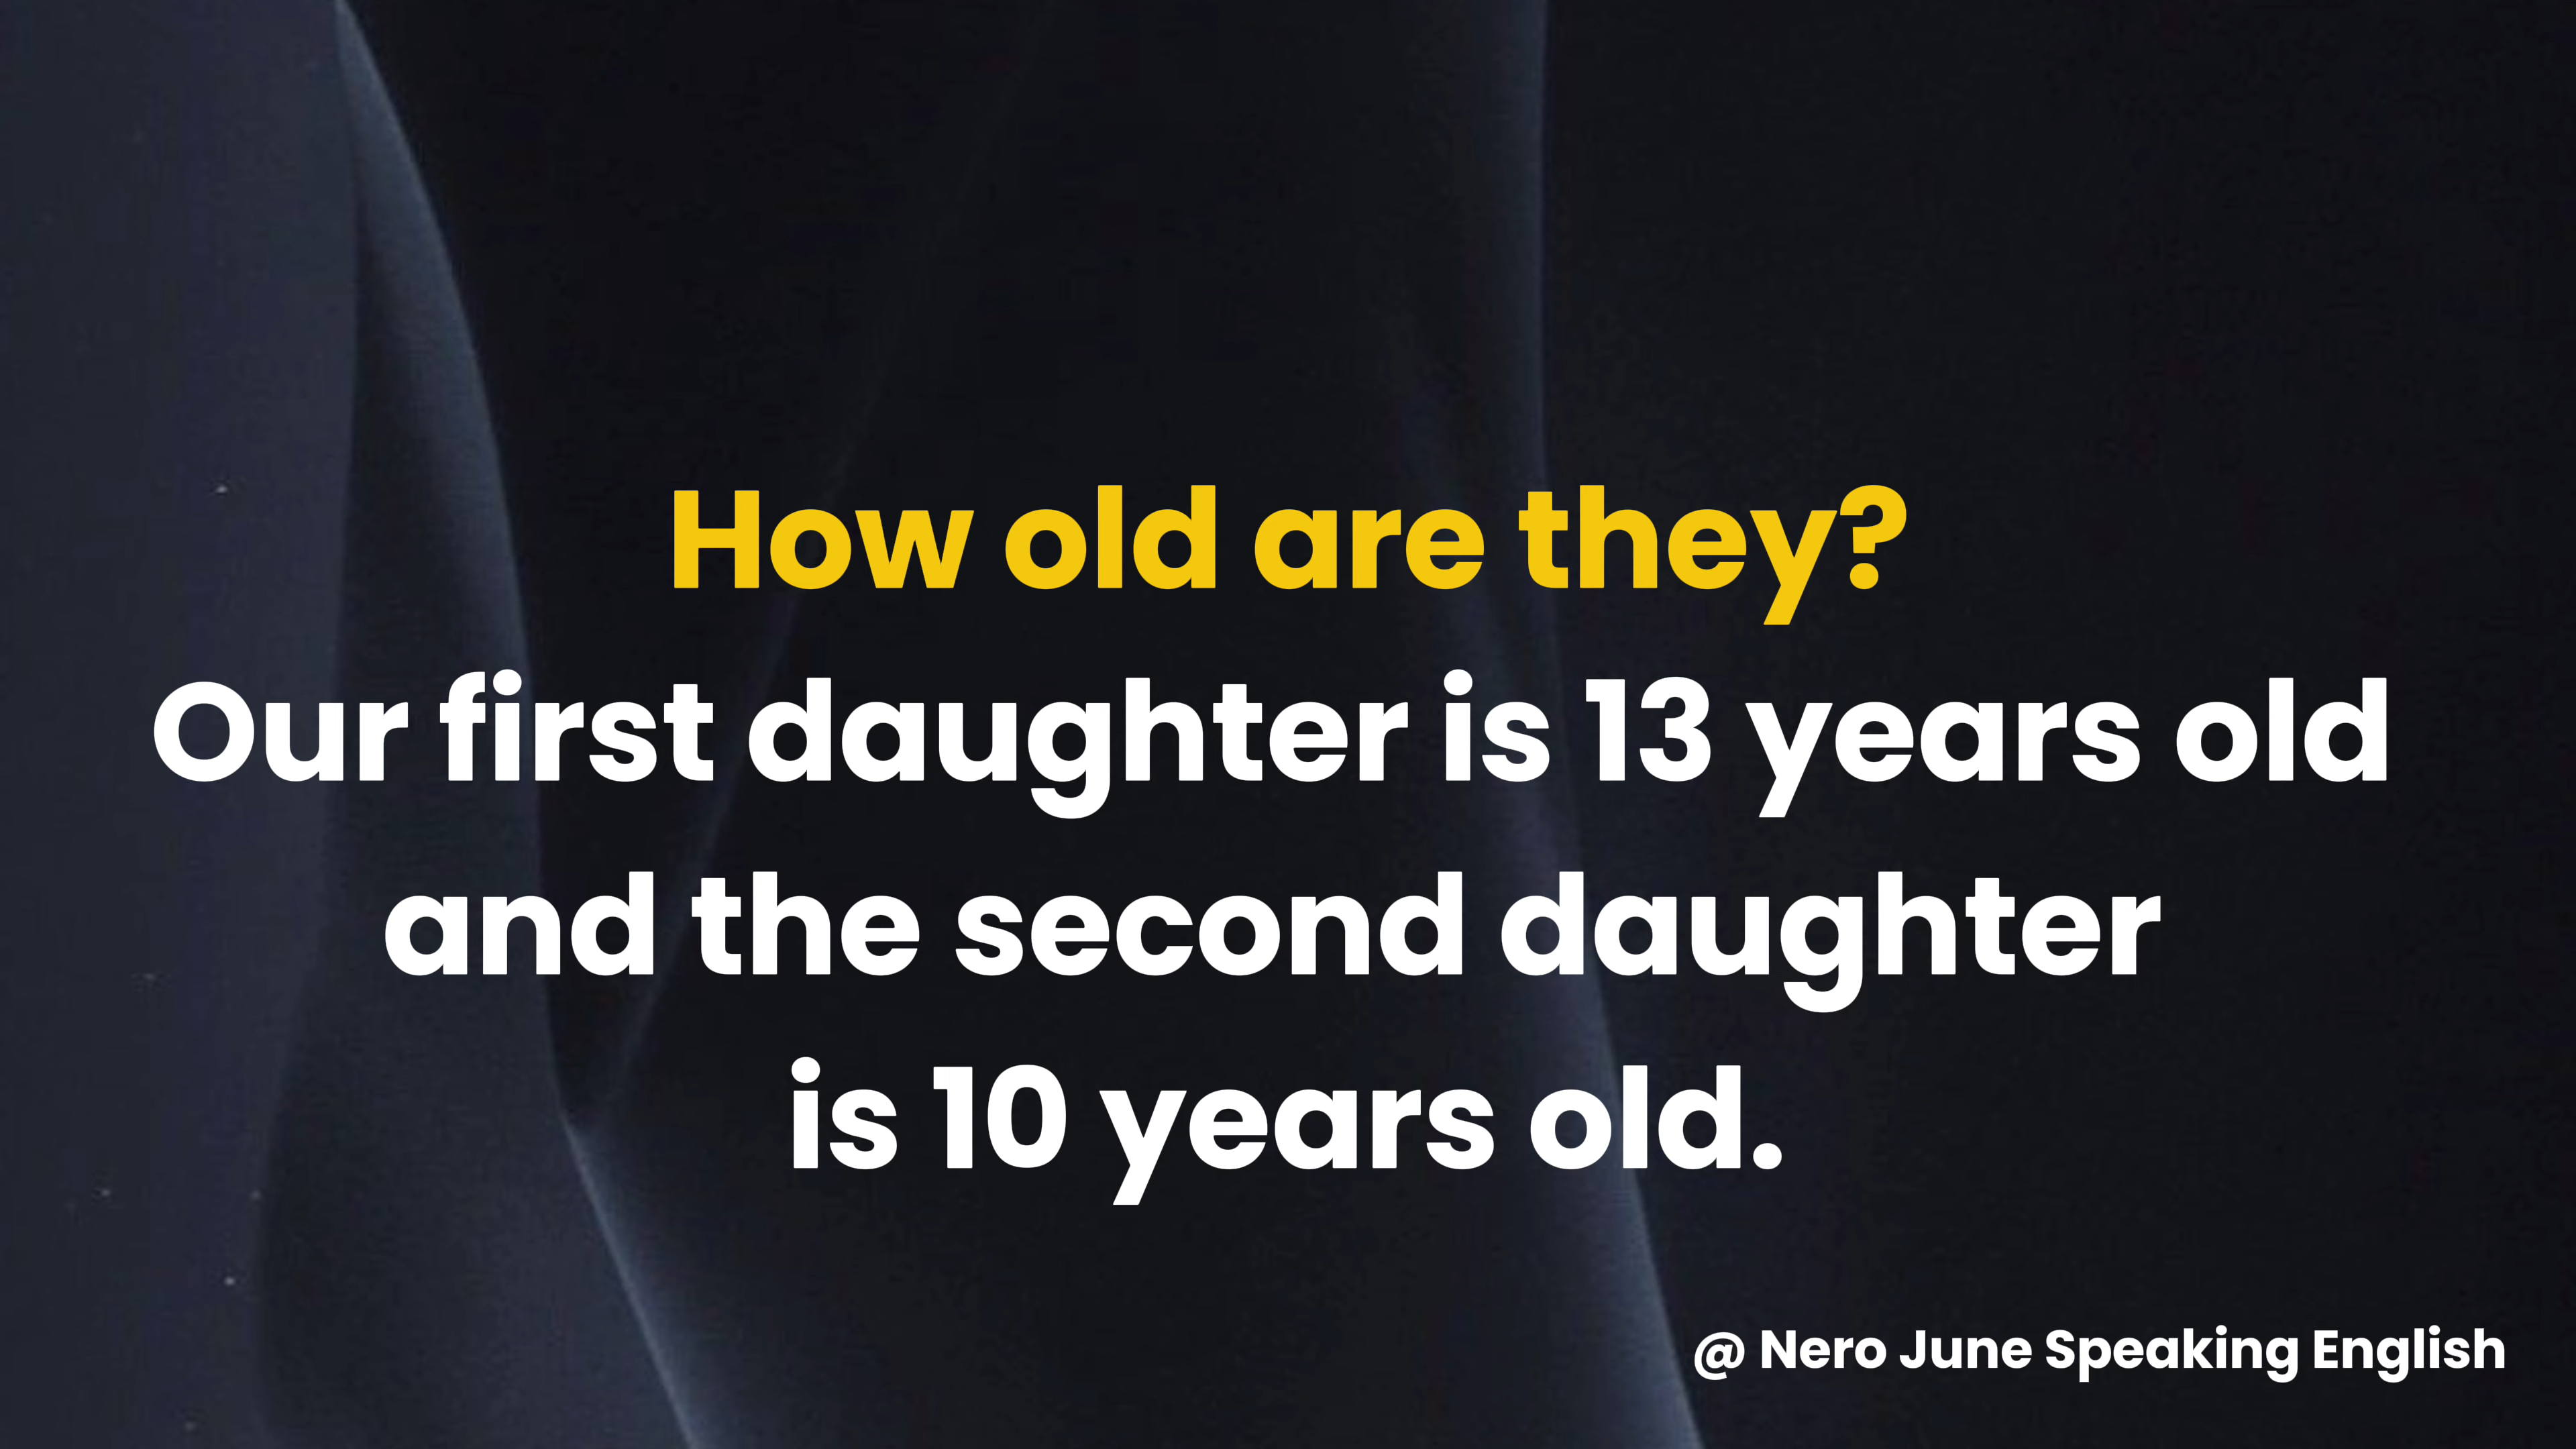 How old are they?
Our first daughter is 13 years old
and the second daughter
is 10 years old.
@ Nero June Speaking English